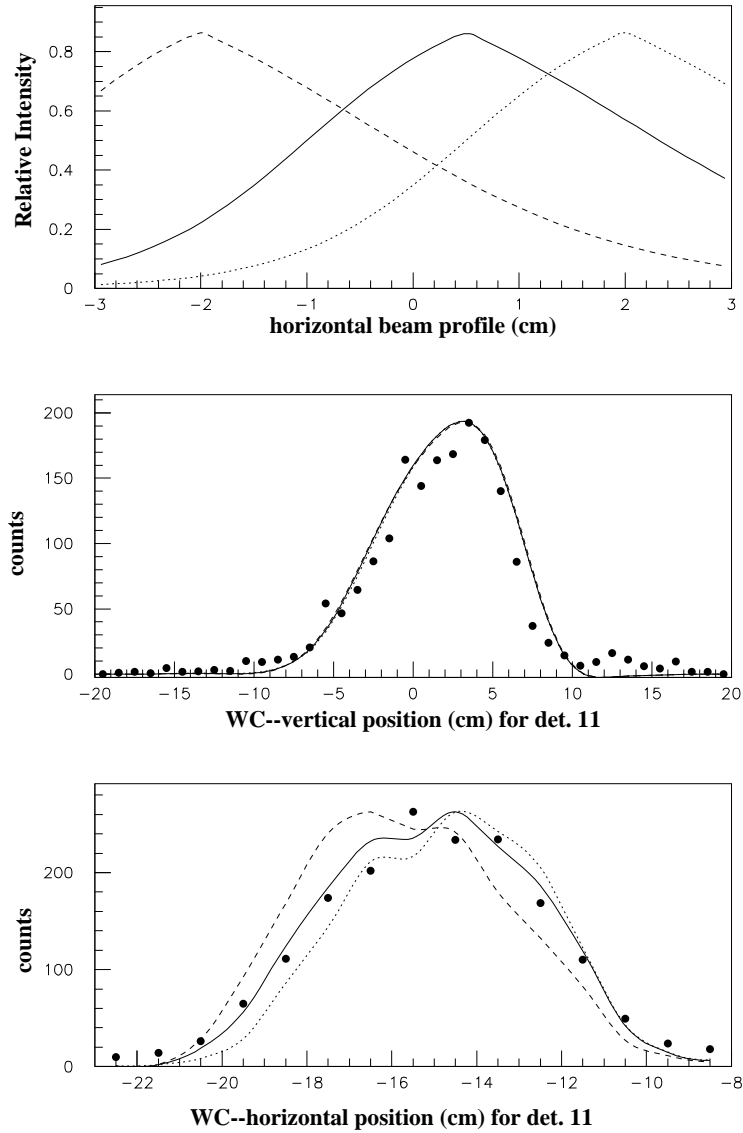 Relative Intensity
0.8
0.6
0.4
0.2
0
−3 −2 −1 0 1 2 3
horizontal beam profile (cm)
counts
200
150
100
50
0
−20 −15 −10 −5 0 5 10 15 20
WC--vertical position (cm) for det. 11
counts
200
100
0
−22 −20 −18 −16 −14 −12 −10 −8
WC--horizontal position (cm) for det. 11